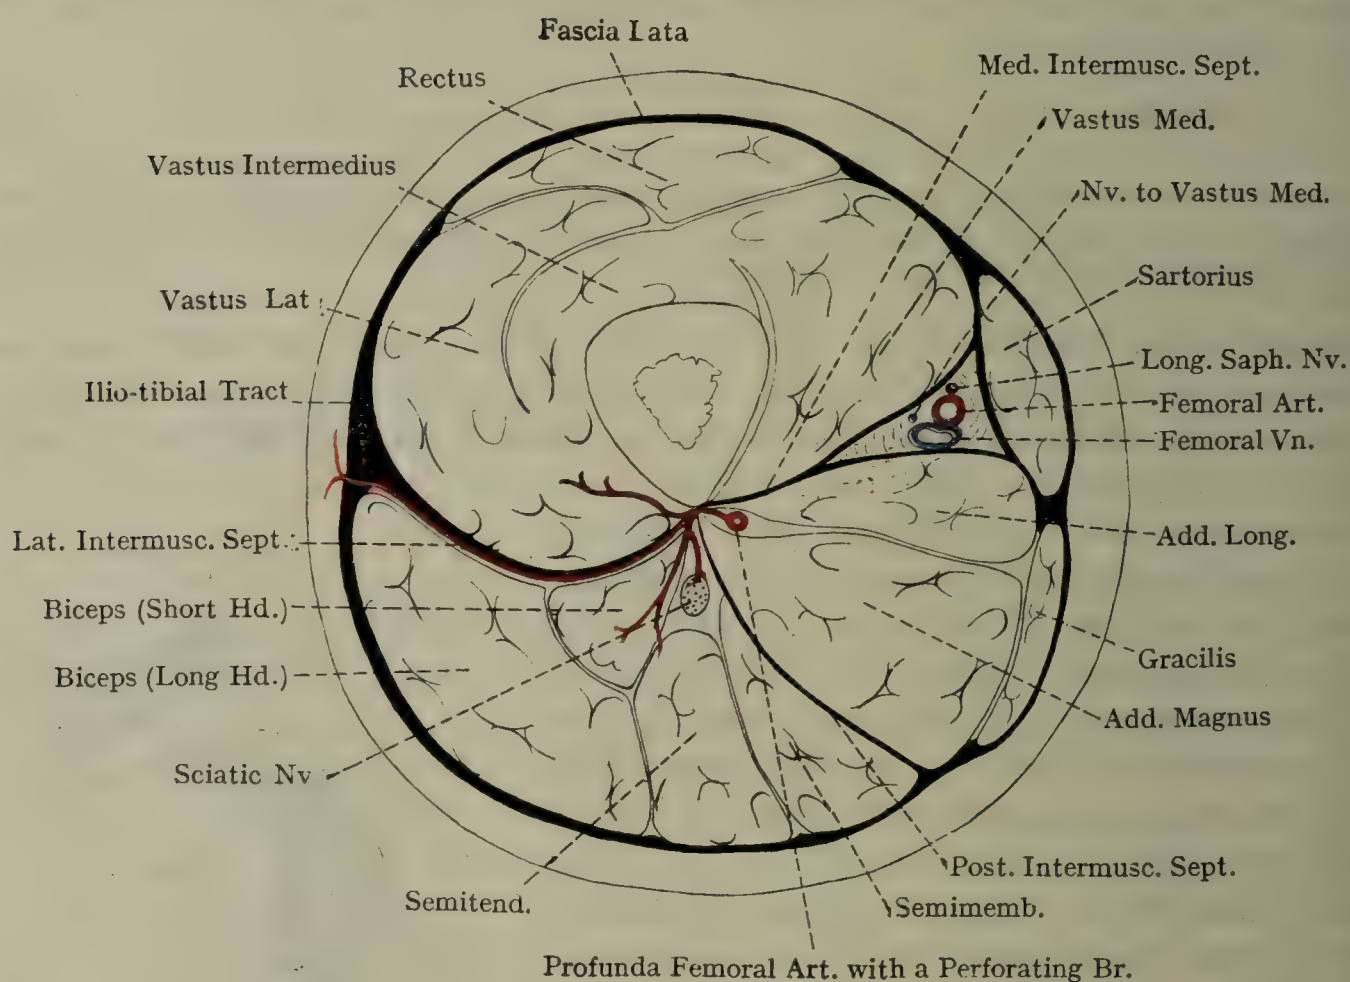 Fascia Lata
Rectus
Med. Intermusc. Sept.
Vastus Med.
Vastus Intermedius
Nv. to Vastus Med.
Sartorius
Vastus Lat
Long. Saph. Nv.
Ilio-tibial Tract
Femoral Art.
Femoral Vn.
Lat. Intermusc. Sept.
Add. Long.
Biceps (Short Hd.)
Gracilis
Biceps (Long Hd.)
Add. Magnus
Sciatic Nv
Post. Intermusc. Sept.
Semitend.
Semimemb.
Profunda Femoral Art. with a Perforating Br.